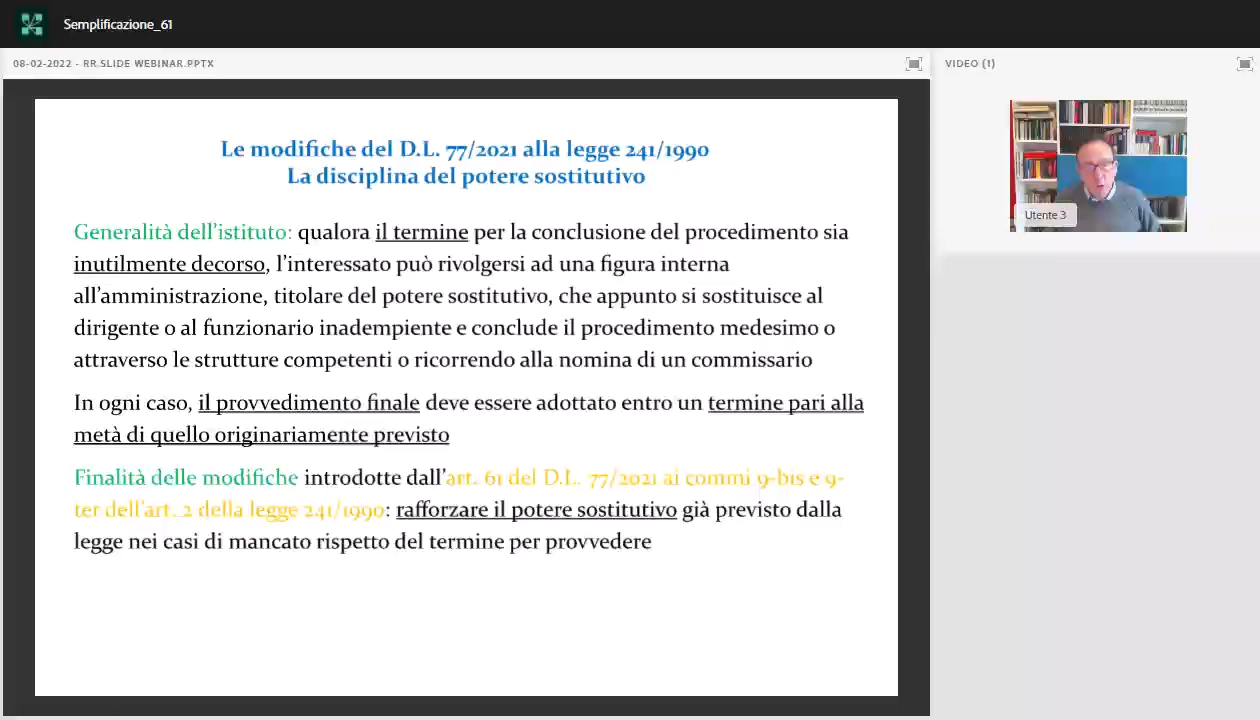 Semplificazione_61
08-02-2022 - RR.SLIDE WEBINAR.PPTX
VIDEO (1)
Le modifiche del D.L. 77/2021 alla legge 241/1990
La disciplina del potere sostitutivo
Generalità dell'istituto: qualora il termine per la conclusione del procedimento sia
inutilmente decorso, l'interessato può rivolgersi ad una figura interna
all'amministrazione, titolare del potere sostitutivo, che appunto si sostituisce al
dirigente o al funzionario inadempiente e conclude il procedimento medesimo o
attraverso le strutture competenti o ricorrendo alla nomina di un commissario
In ogni caso, il provvedimento finale deve essere adottato entro un termine pari alla
metà di quello originariamente previsto
Finalità delle modifiche introdotte dall'art. 61 del D.L. 77/2021 ai commi 9-bis e 9-
ter dell'art. 2 della legge 241/1990: rafforzare il potere sostitutivo già previsto dalla
legge nei casi di mancato rispetto del termine per provvedere
Utente 3